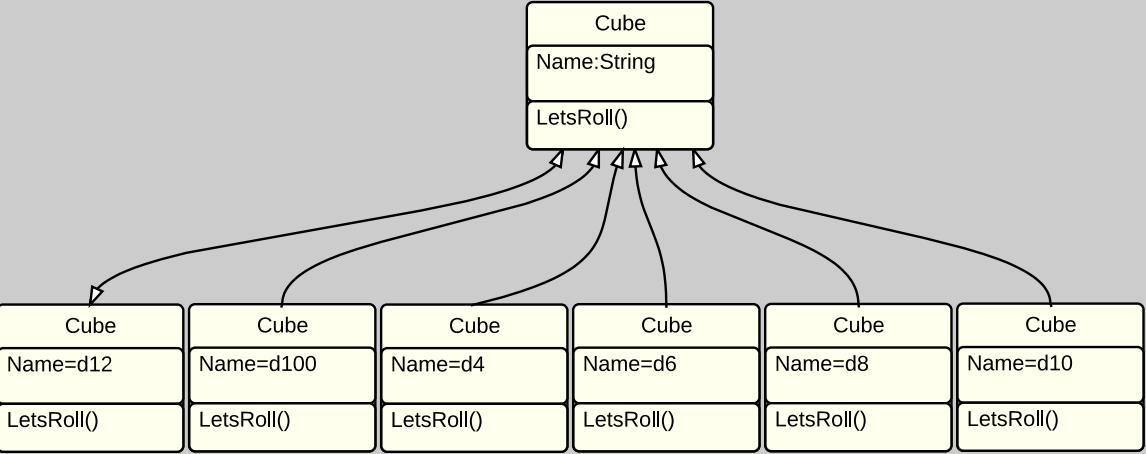 Cube
Name:String
LetsRoll()
Cube
Name=d12
LetsRoll()
Cube
Name=d100
LetsRoll()
Cube
Name=d4
LetsRoll()
Cube
Name=d6
LetsRoll()
Cube
Name=d8
LetsRoll()
Cube
Name=d10
LetsRoll()